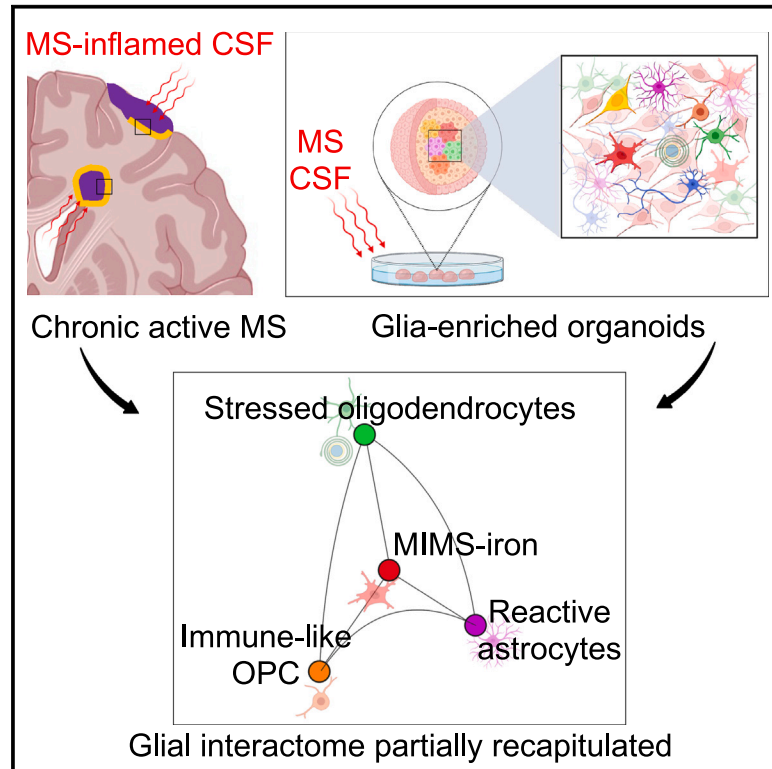 MS-inflamed CSF
MS
CSF
Chronic active MS
Glia-enriched organoids
Stressed oligodendrocytes
MIMS-iron
Reactive
astrocytes
Immune-like
OPC
Glial interactome partially recapitulated